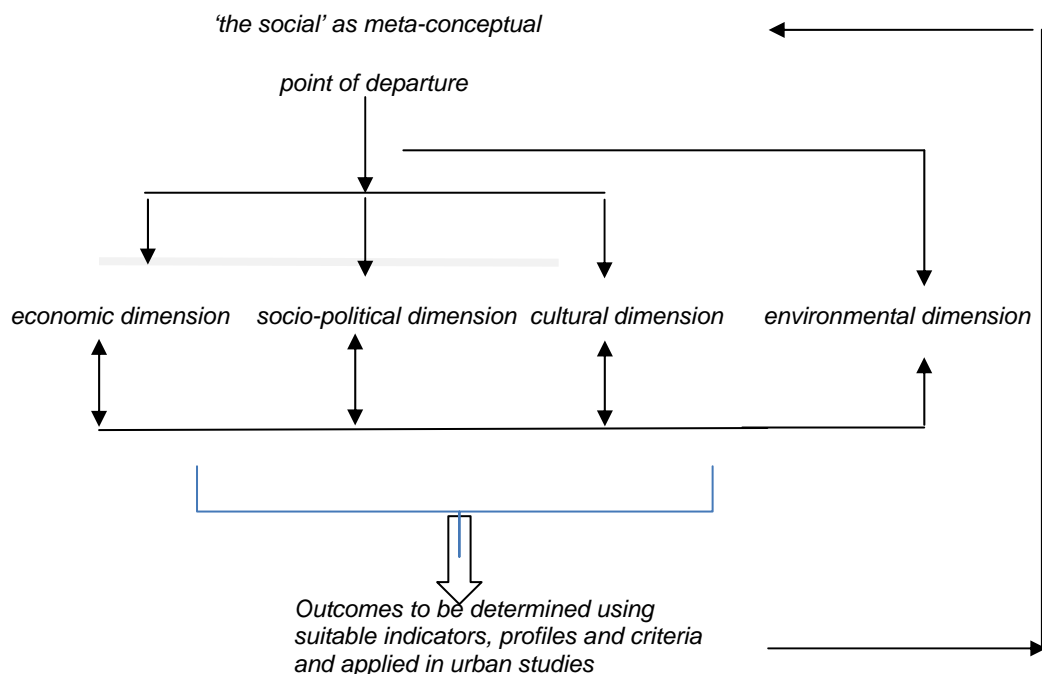 ‘the social’ as meta-conceptual
point of departure
economic dimension socio-political dimension cultural dimension environmental dimension
Outcomes to be determined using
suitable indicators, profiles and criteria
and applied in urban studies